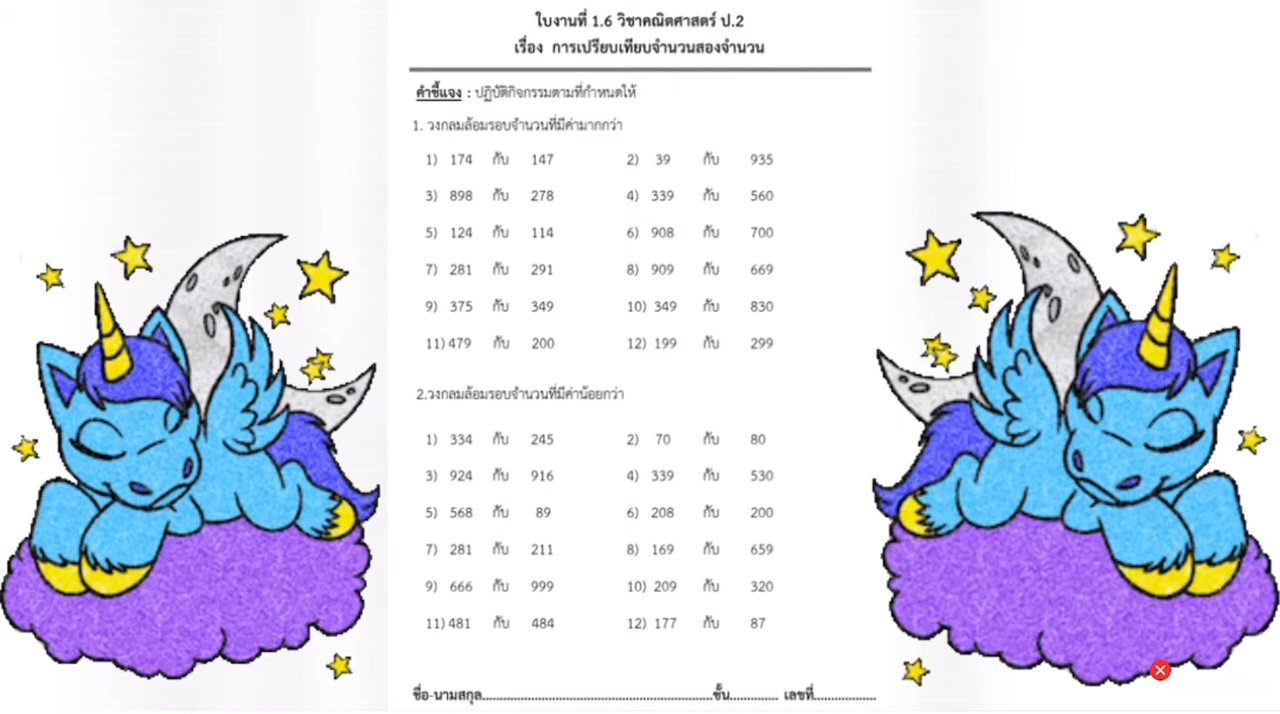 ใบงานที่ 1.6 วิชาคณิตศาสตร์ ป.2
เรื่อง การเปรียบเทียบจำนวนสองจำนวน
คำชี้แจง : ปฏิบัติกิจกรรมตามที่กำหนดให้
1. วงกลมล้อมรอบจำนวนที่มีค่ามากกว่า
1) 174 กับ 147 2) 39 กับ 935
3) 898 กับ 278 4) 339 กับ 560
5) 124 กับ 114 6) 908 กับ 700
7) 281 กับ 291 8) 909 กับ 669
9) 375 กับ 349 10) 349 กับ 830
11) 479 กับ 200 12) 199 กับ 299
2.วงกลมล้อมรอบจำนวนที่มีค่าน้อยกว่า
1) 334 กับ 245 2) 70 กับ 80
3) 924 กับ 916 4) 339 กับ 530
5) 568 กับ 89 6) 208 กับ 200
7) 281 กับ 211 8) 169 กับ 659
9) 666 กับ 999 10) 209 กับ 320
11) 481 กับ 484 12) 177 กับ 87
ชื่อ-นามสกุล............................................................ชั้น............ เลขที่................